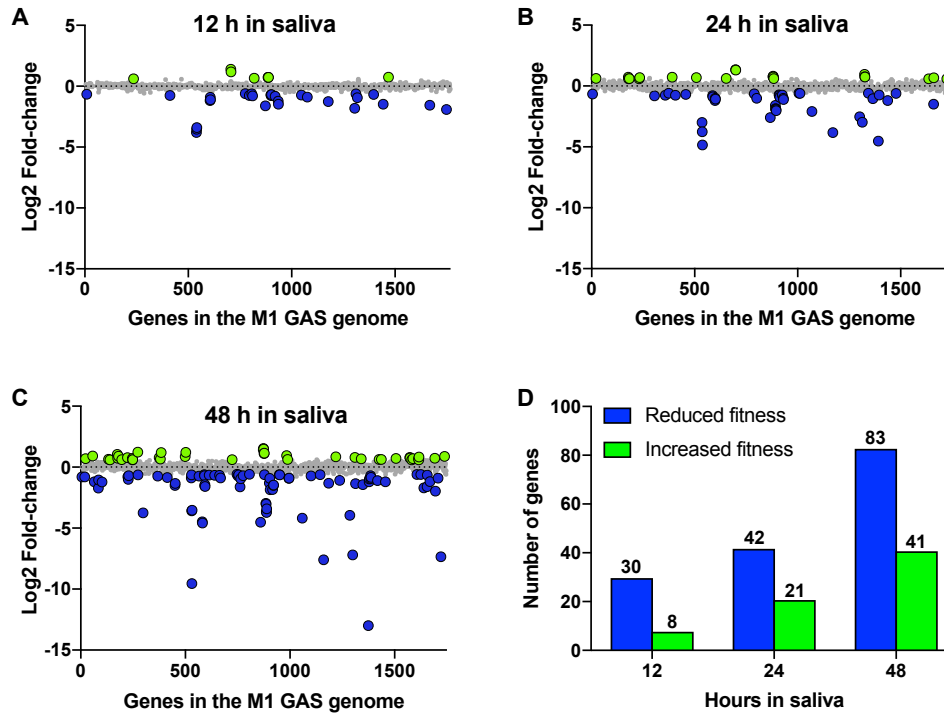 A
12 h in saliva
5
0
-5
-10
-15
Log2 Fold-change
0
500
1000
1500
Genes in the M1 GAS genome
B
24 h in saliva
5
0
-5
-10
-15
Log2 Fold-change
0
500
1000
1500
Genes in the M1 GAS genome
C
48 h in saliva
5
0
-5
-10
-15
Log2 Fold-change
0
500
1000
1500
Genes in the M1 GAS genome
D
Reduced fitness
Increased fitness
100
80
60
40
20
0
Number of genes
30
8
42
21
83
41
12
24
48
Hours in saliva